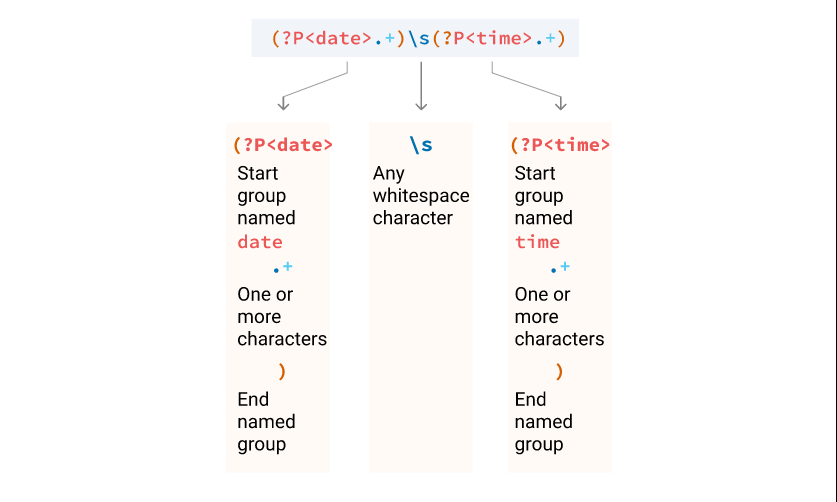 (?P<date>.+)\s(?P<time>.+)
(?P<date>
Start
group
named
date
.+
One or
more
characters
)
End
named
group
\s
Any
whitespace
character
(?P<time>
Start
group
named
time
.+
One or
more
characters
)
End
named
group